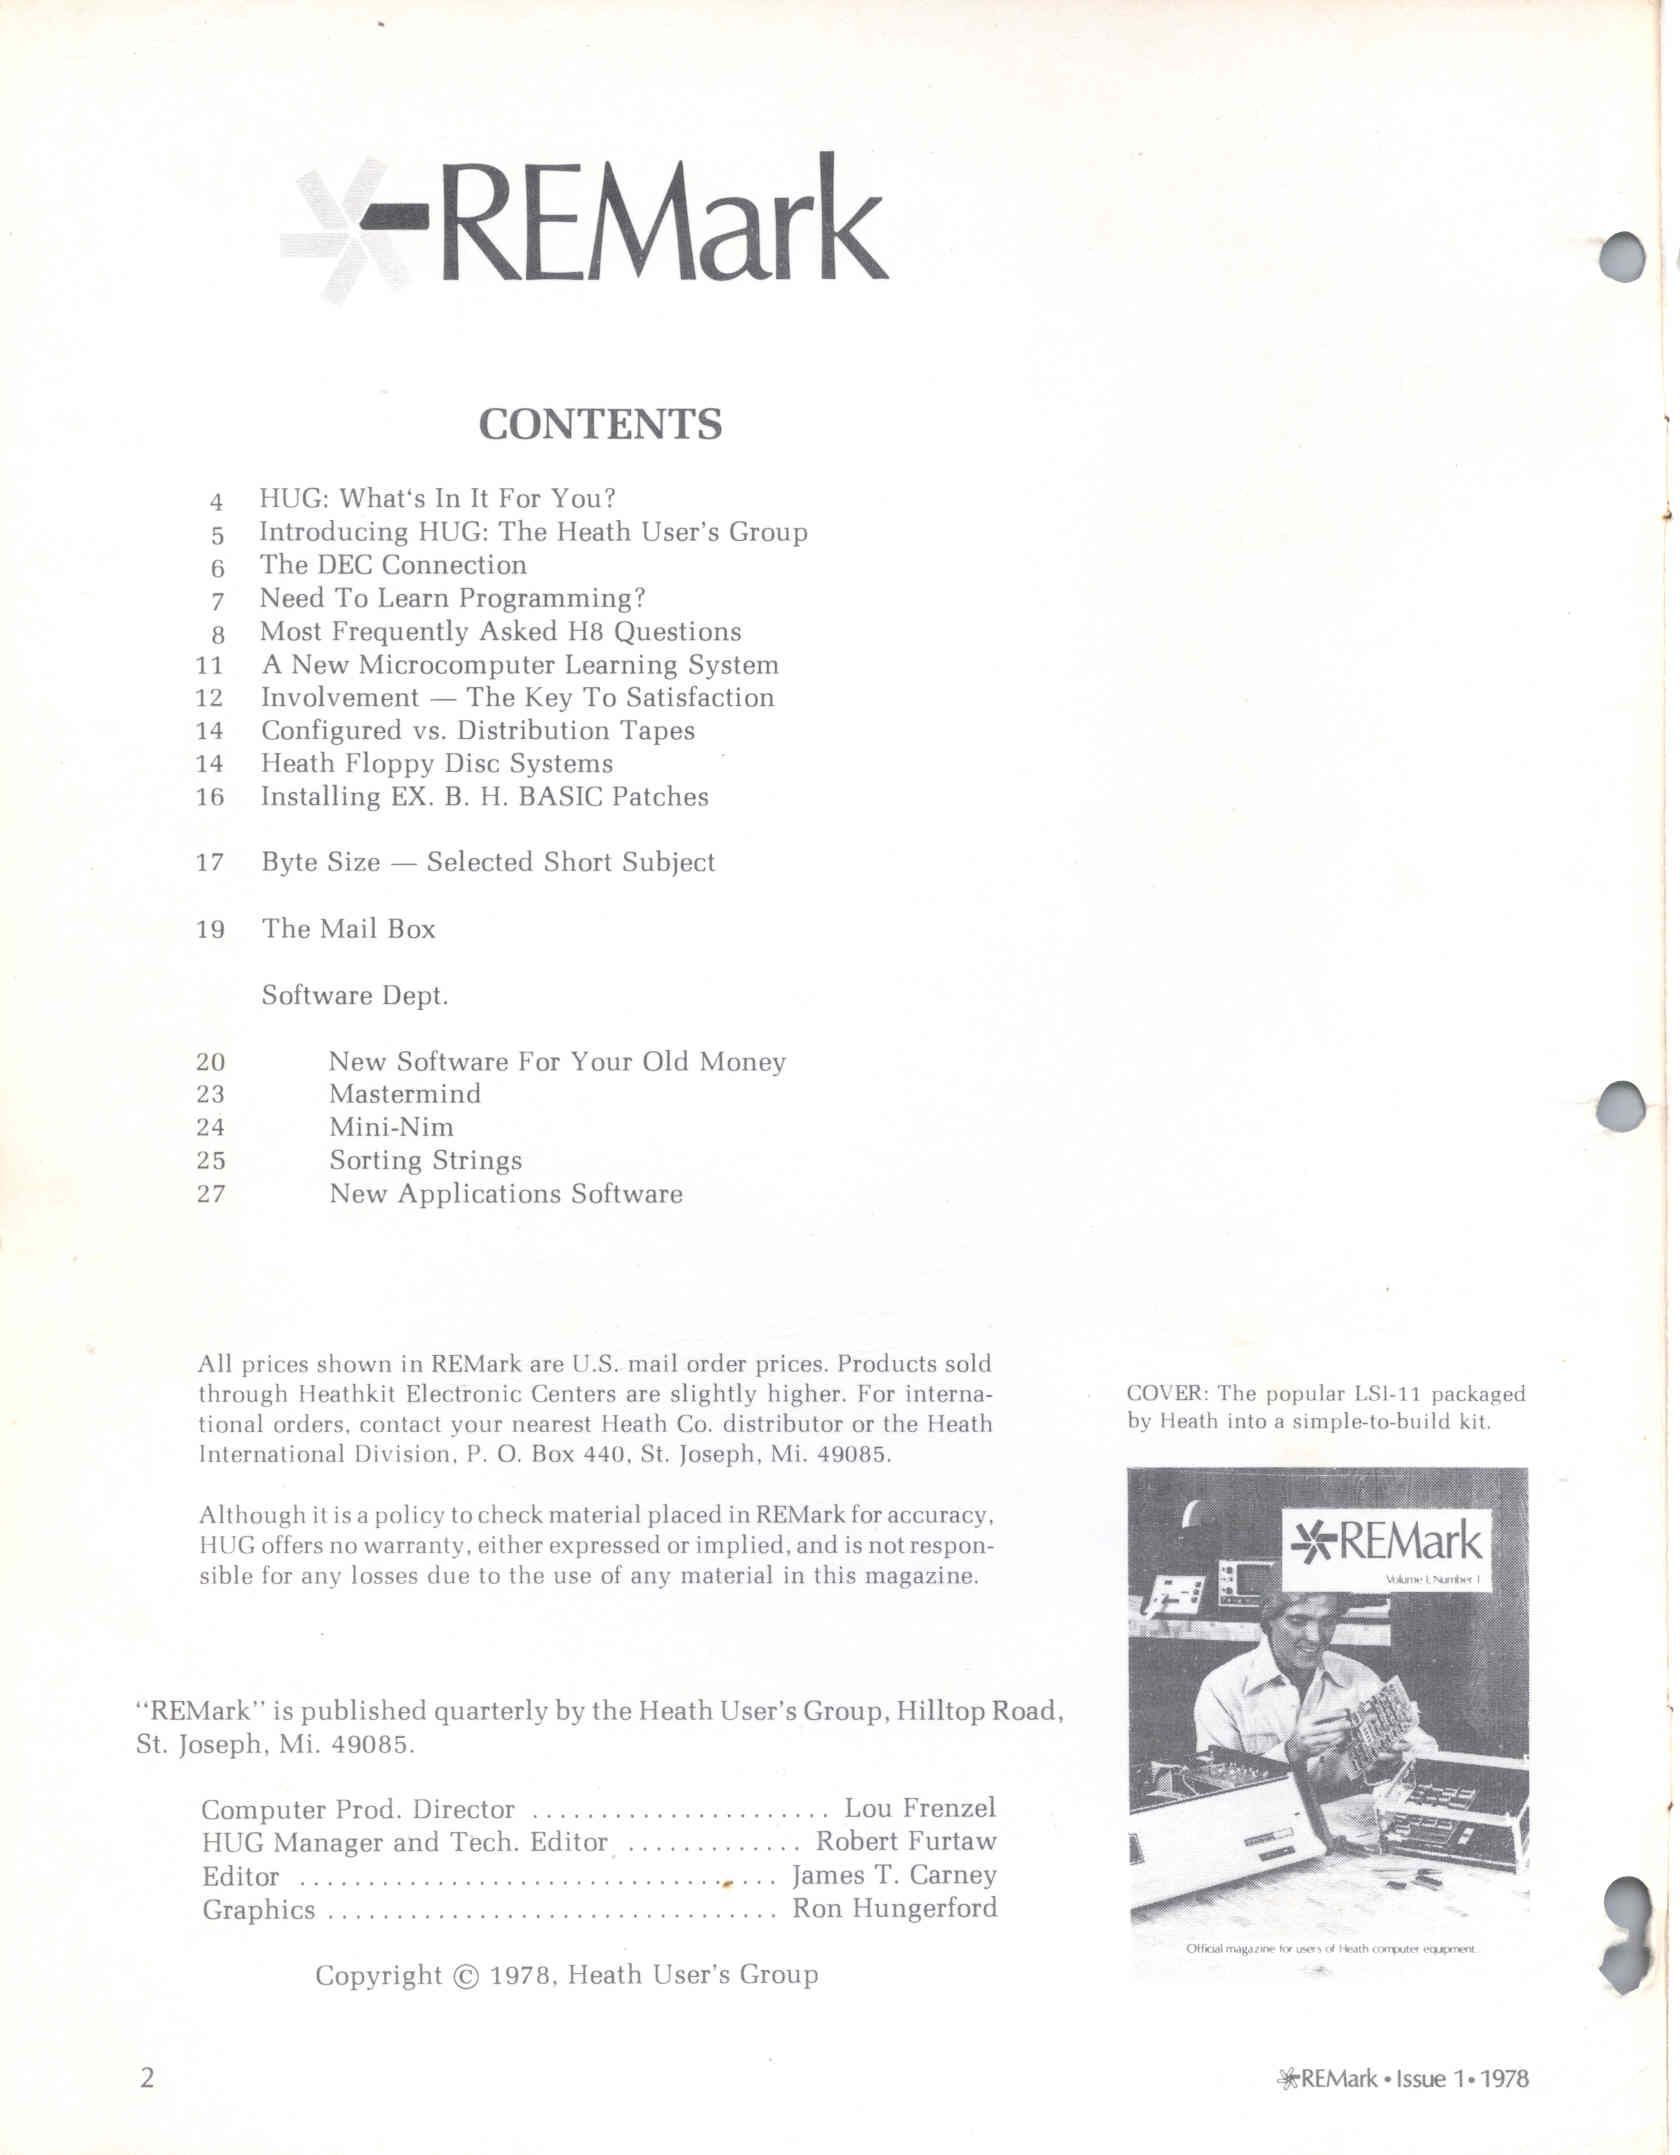 REMark
CONTENTS
4 HUG: What's In It For You?
5 Introducing HUG: The Heath User's Group
6 The DEC Connection
7 Need To Learn Programming?
8 Most Frequently Asked H8 Questions
11 A New Microcomputer Learning System
12 Involvement — The Key To Satisfaction
14 Configured vs. Distribution Tapes
14 Heath Floppy Disc Systems
16 Installing EX. B. H. BASIC Patches
17 Byte Size — Selected Short Subject
19 The Mail Box
Software Dept.
20 New Software For Your Old Money
23 Mastermind
24 Mini-Nim
25 Sorting Strings
27 New Applications Software
All prices shown in REMark are U.S. mail order prices. Products sold
through Heathkit Electronic Centers are slightly higher. For interna-
tional orders, contact your nearest Heath Co. distributor or the Heath
International Division, P. O. Box 440, St. Joseph, Mi. 49085.
Although it is a policy to check material placed in REMark for accuracy,
HUG offers no warranty, either expressed or implied, and is not respon-
sible for any losses due to the use of any material in this magazine.
COVER: The popular LSI-11 packaged
by Heath into a simple-to-build kit.
REMark
Volume I, Number 1
Official magazine for users of Heath computer equipment.
"REMark" is published quarterly by the Heath User's Group, Hilltop Road,
St. Joseph, Mi. 49085.
Computer Prod. Director ...................... Lou Frenzel
HUG Manager and Tech. Editor ............. Robert Furtaw
Editor ................................... James T. Carney
Graphics ................................. Ron Hungerford
Copyright © 1978, Heath User's Group
2
REMark • Issue 1 • 1978